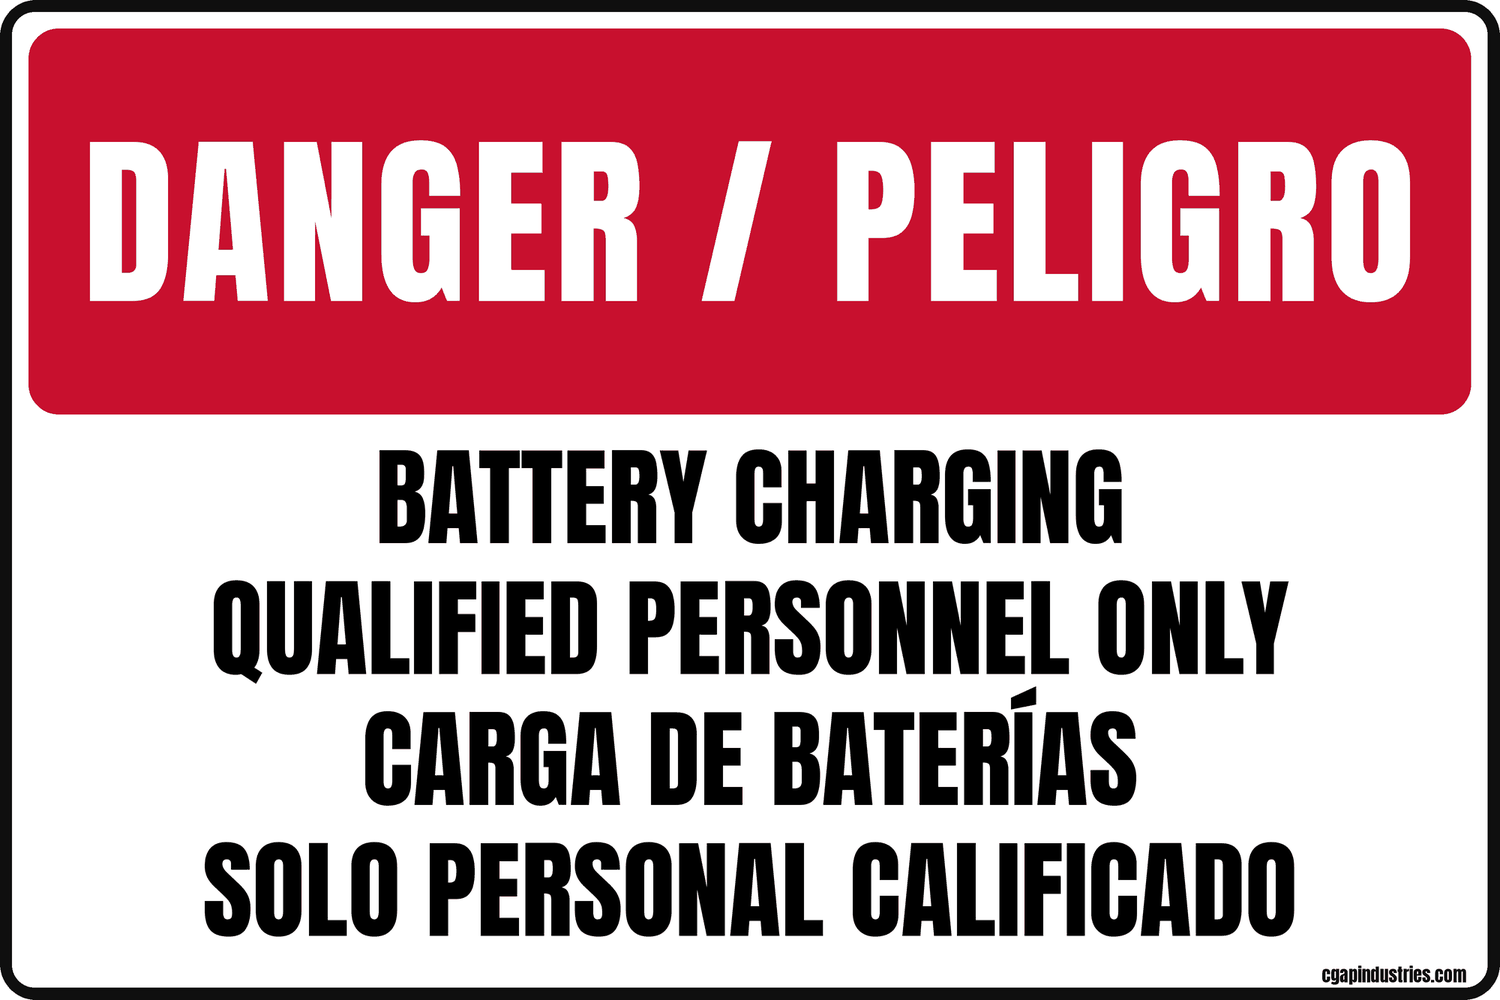 DANGER / PELIGRO
BATTERY CHARGING
QUALIFIED PERSONNEL ONLY
CARGA DE BATERÍAS
SOLO PERSONAL CALIFICADO
cgapindustries.com